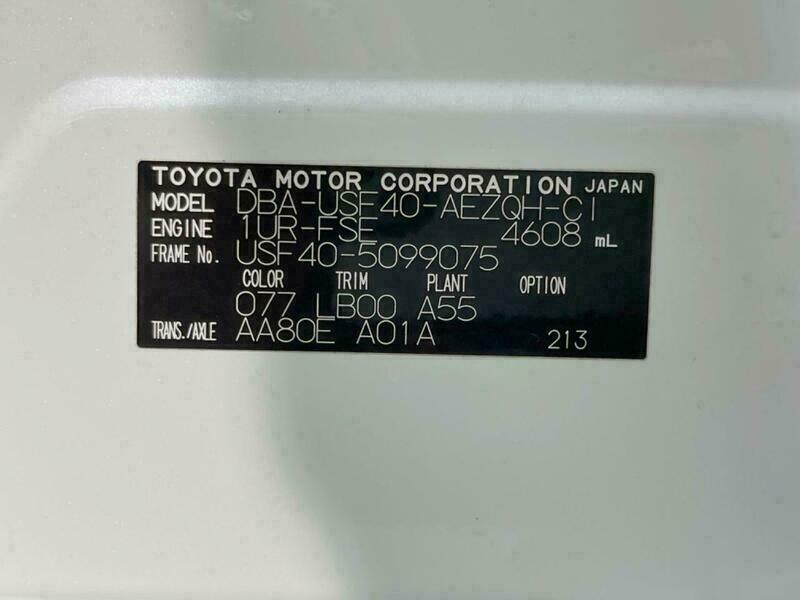 TOYOTA MOTOR CORPORATION JAPAN
MODEL DBA-USF40-AEZQH-CI
ENGINE 1UR-FSE 4608 mL
FRAME No. USF40-5099075
COLOR TRIM PLANT OPTION
077 LB00 A55
TRANS./AXLE AA80E A01A 213